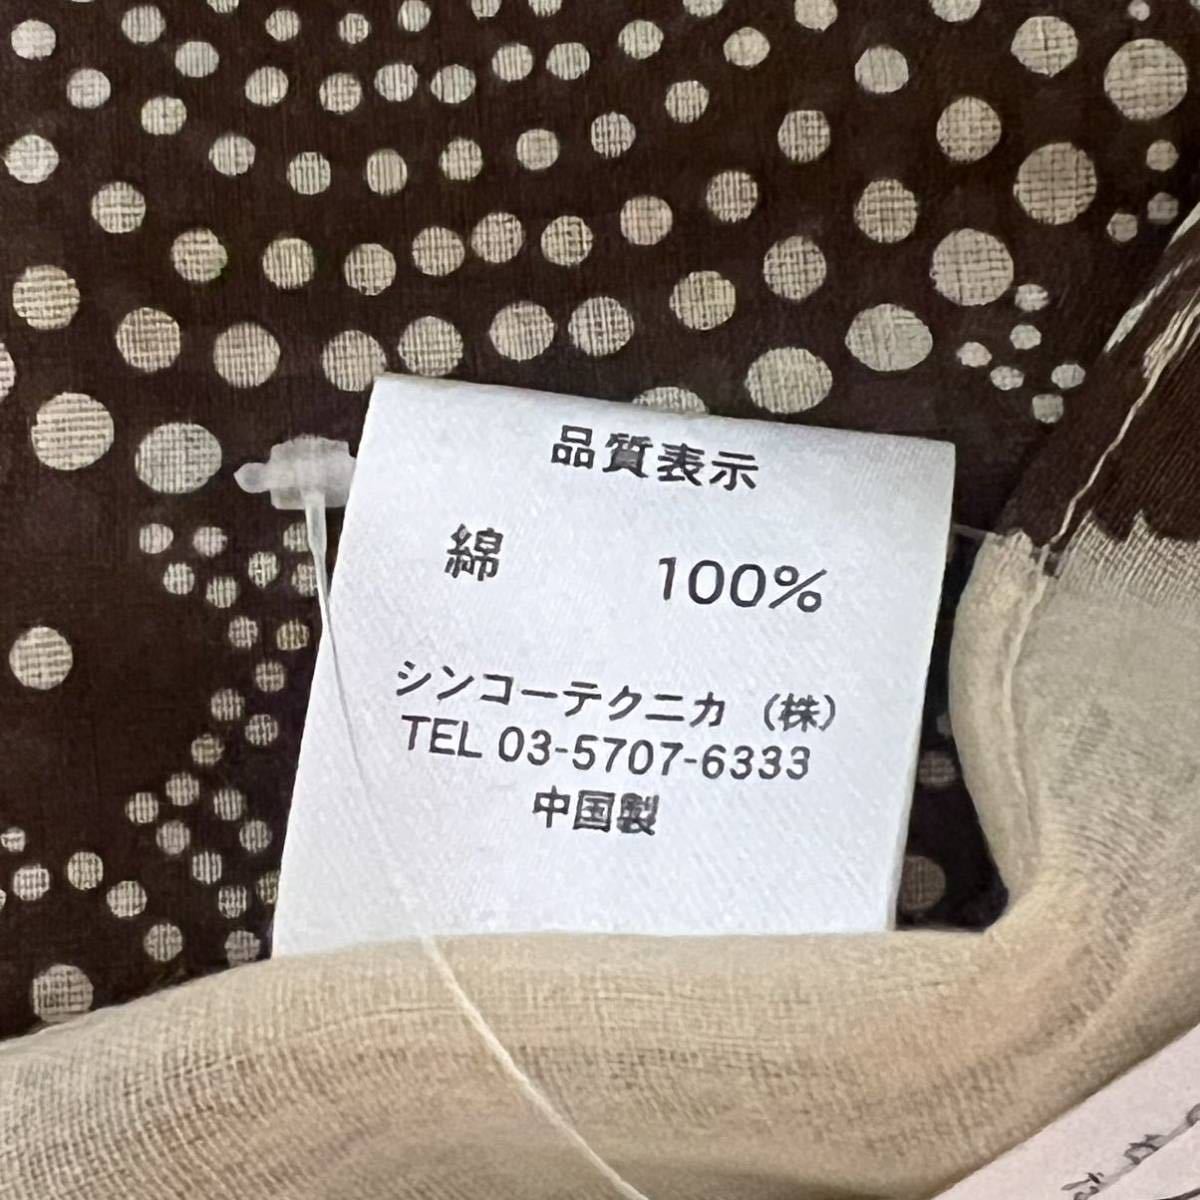 品質表示
綿 100%
シンコーテクニカ (株)
TEL 03-5707-6333
中国製